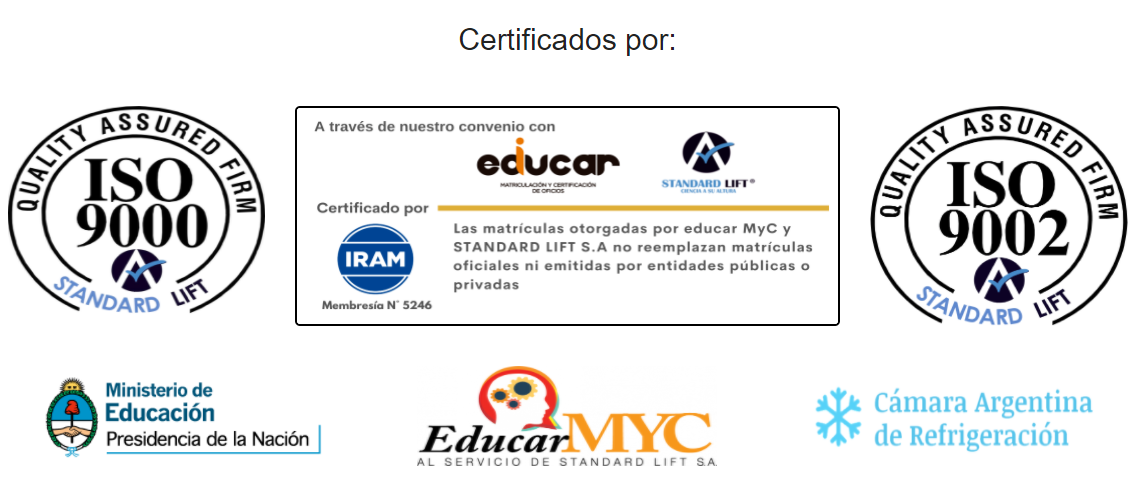 Certificados por:
QUALITY ASSURED FIRM
ISO
9000
STANDARD LIFT
A través de nuestro convenio con
educar
MATRICULACIÓN Y CERTIFICACIÓN
DE OFICIOS
STANDARD LIFT®
CIENCIA A SU ALTURA
Certificado por
IRAM
Membresía N° 5246
Las matrículas otorgadas por educar MyC y
STANDARD LIFT S.A no reemplazan matrículas
oficiales ni emitidas por entidades públicas o
privadas
QUALITY ASSURED FIRM
ISO
9002
STANDARD LIFT
Ministerio de
Educación
Presidencia de la Nación
EducarMYC
AL SERVICIO DE STANDARD LIFT S.A.
Cámara Argentina
de Refrigeración